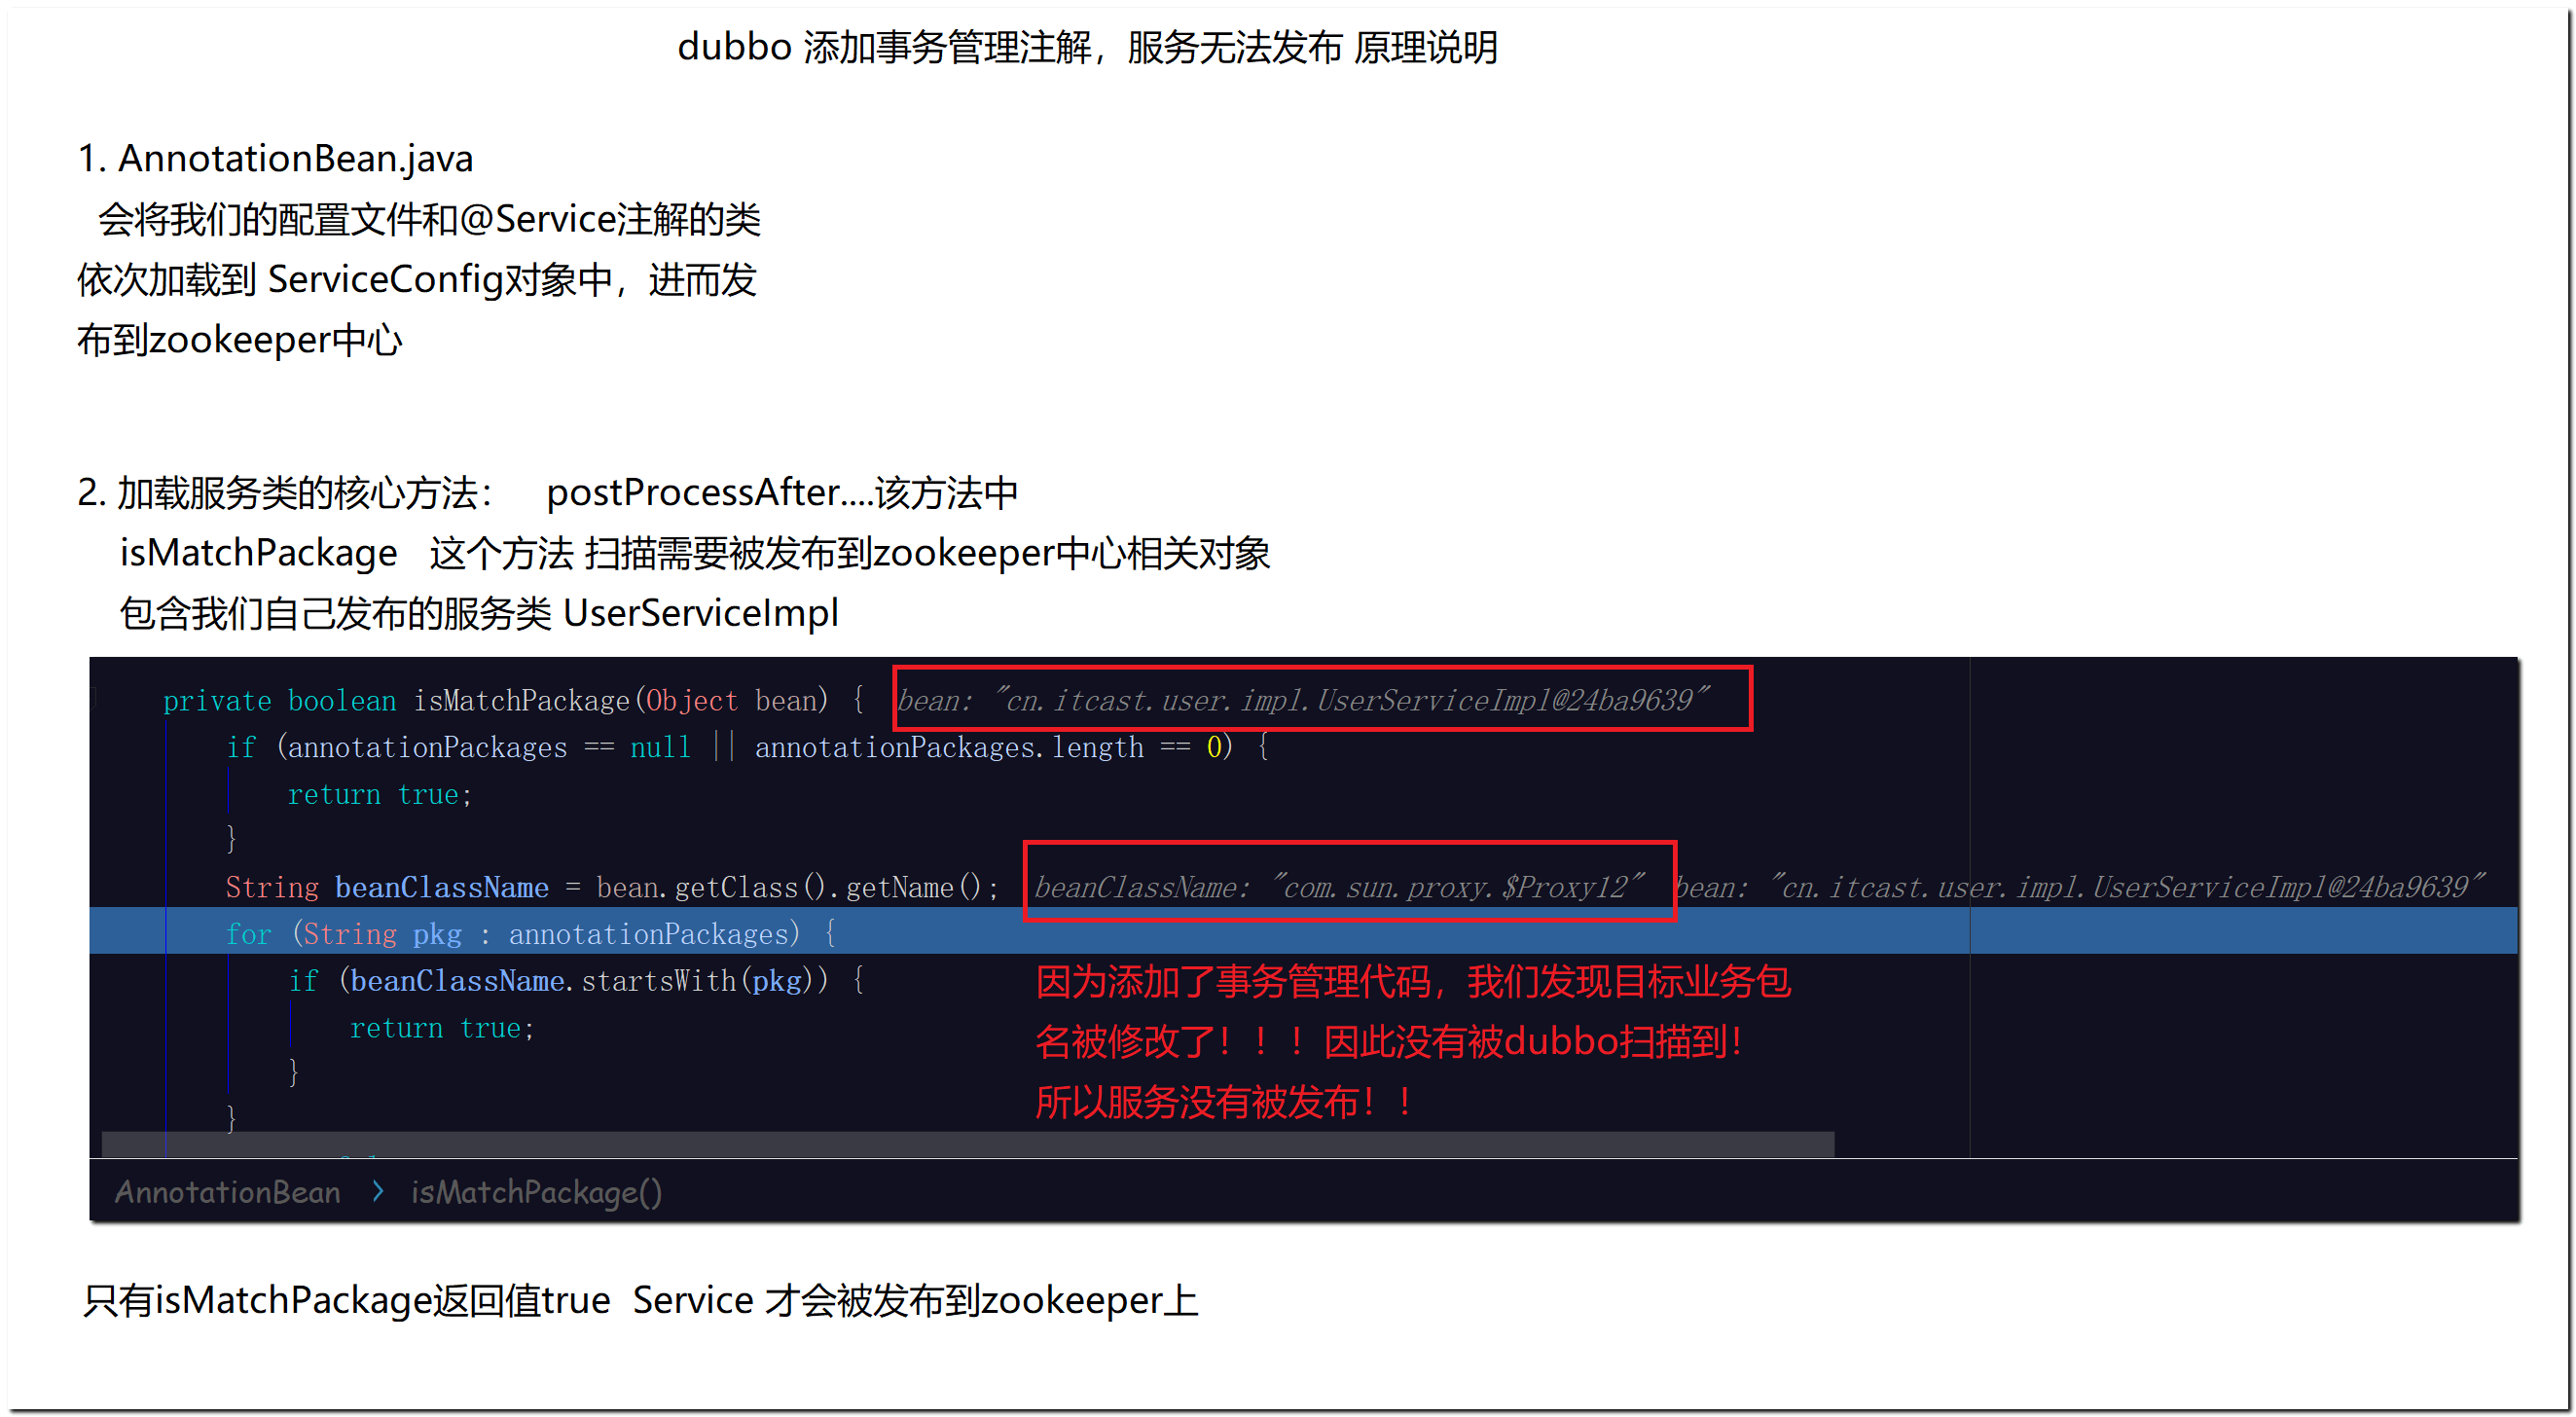 dubbo 添加事务管理注解，服务无法发布 原理说明
1. AnnotationBean.java
会将我们的配置文件和@Service注解的类
依次加载到 ServiceConfig对象中，进而发
布到zookeeper中心
2. 加载服务类的核心方法： postProcessAfter....该方法中
isMatchPackage 这个方法 扫描需要被发布到zookeeper中心相关对象
包含我们自己发布的服务类 UserServiceImpl
private boolean isMatchPackage(Object bean) { bean: "cn.itcast.user.impl.UserServiceImpl@24ba9639"
if (annotationPackages == null || annotationPackages.length == 0) {
return true;
}
String beanClassName = bean.getClass().getName(); beanClassName: "com.sun.proxy.$Proxy12" bean: "cn.itcast.user.impl.UserServiceImpl@24ba9639"
for (String pkg : annotationPackages) {
if (beanClassName.startsWith(pkg)) {
return true;
}
}
因为添加了事务管理代码，我们发现目标业务包
名被修改了！！！因此没有被dubbo扫描到！
所以服务没有被发布！！
AnnotationBean > isMatchPackage()
只有isMatchPackage返回值true Service 才会被发布到zookeeper上